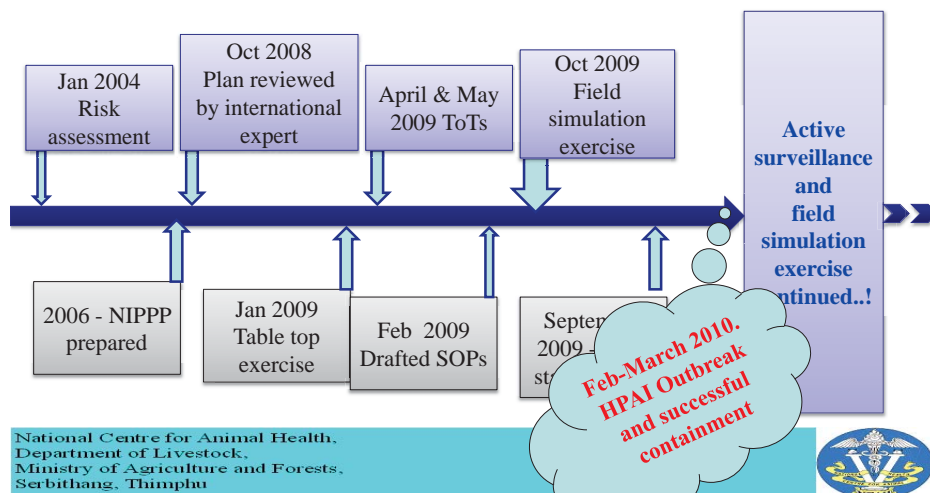 Jan 2004
Risk
assessment
Oct 2008
Plan reviewed
by international
expert
April & May
2009 ToTs
Oct 2009
Field
simulation
exercise
Active
surveillance
and
field
simulation
exercise
2006 - NIPPP
prepared
Jan 2009
Table top
exercise
Feb 2009
Drafted SOPs
2009 -
Feb-March 2010.
HPAI Outbreak
and successful
containment
National Centre for Animal Health,
Department of Livestock,
Ministry of Agriculture and Forests,
Serbithang, Thimphu